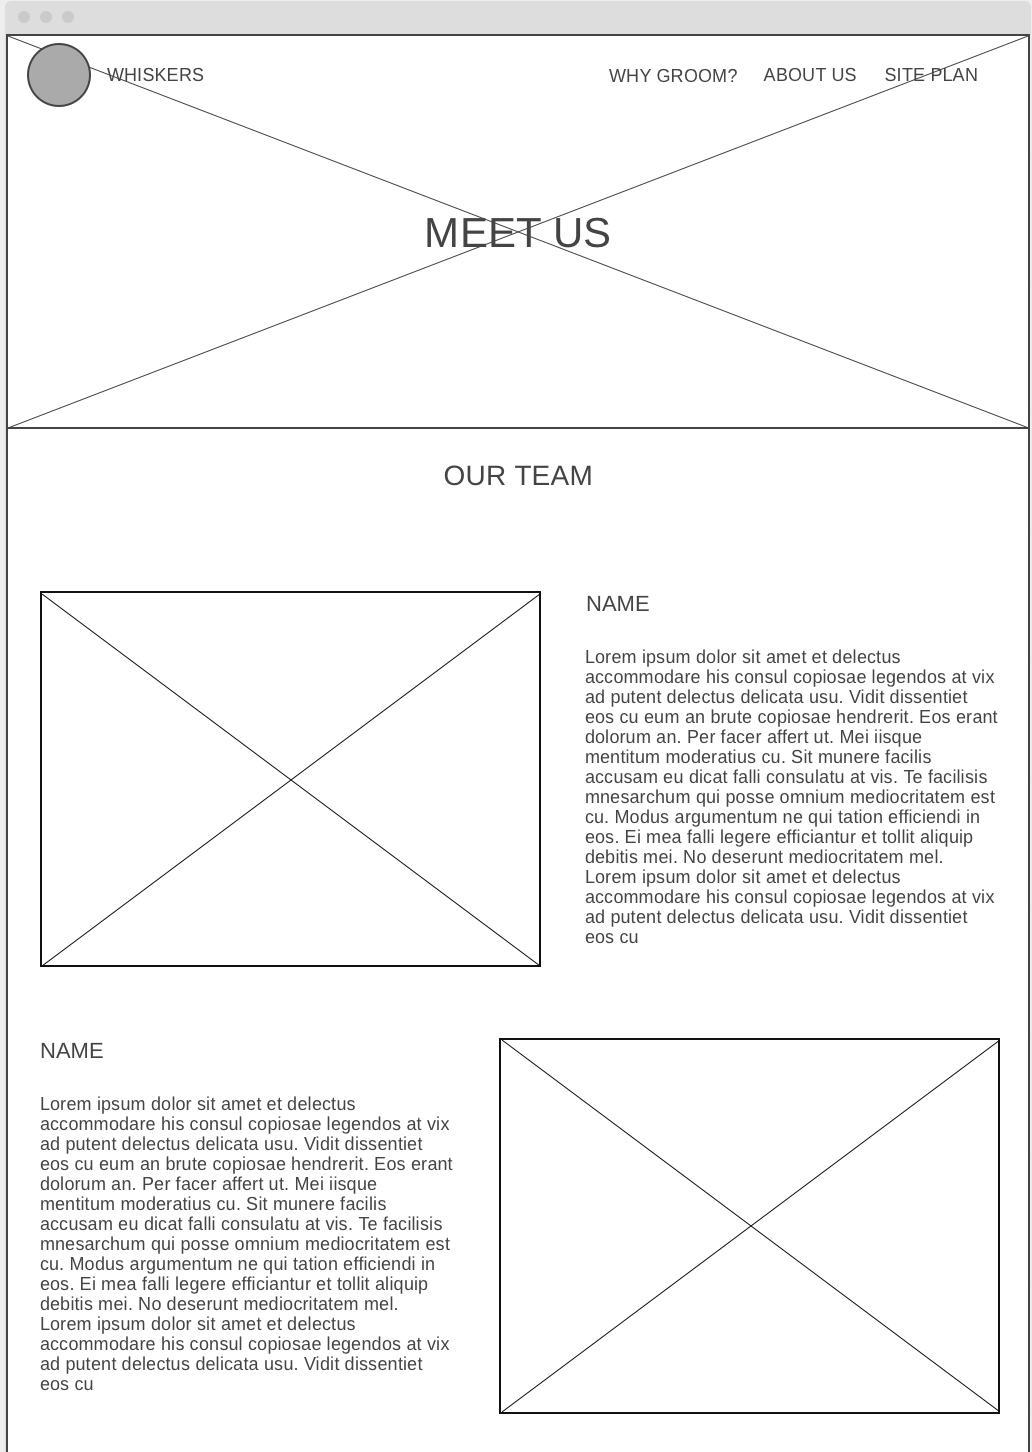 WHISKERS
WHY GROOM? ABOUT US SITE PLAN
MEET US
OUR TEAM
NAME
Lorem ipsum dolor sit amet et delectus
accommodare his consul copiosae legendos at vix
ad putent delectus delicata usu. Vidit dissentiet
eos cu eum an brute copiosae hendrerit. Eos erant
dolorum an. Per facer affert ut. Mei iisque
mentitum moderatius cu. Sit munere facilis
accusam eu dicat falli consulatu at vis. Te facilisis
mnesarchum qui posse omnium mediocritatem est
cu. Modus argumentum ne qui tation efficiendi in
eos. Ei mea falli legere efficiantur et tollit aliquip
debitis mei. No deserunt mediocritatem mel.
Lorem ipsum dolor sit amet et delectus
accommodare his consul copiosae legendos at vix
ad putent delectus delicata usu. Vidit dissentiet
eos cu
NAME
Lorem ipsum dolor sit amet et delectus
accommodare his consul copiosae legendos at vix
ad putent delectus delicata usu. Vidit dissentiet
eos cu eum an brute copiosae hendrerit. Eos erant
dolorum an. Per facer affert ut. Mei iisque
mentitum moderatius cu. Sit munere facilis
accusam eu dicat falli consulatu at vis. Te facilisis
mnesarchum qui posse omnium mediocritatem est
cu. Modus argumentum ne qui tation efficiendi in
eos. Ei mea falli legere efficiantur et tollit aliquip
debitis mei. No deserunt mediocritatem mel.
Lorem ipsum dolor sit amet et delectus
accommodare his consul copiosae legendos at vix
ad putent delectus delicata usu. Vidit dissentiet
eos cu